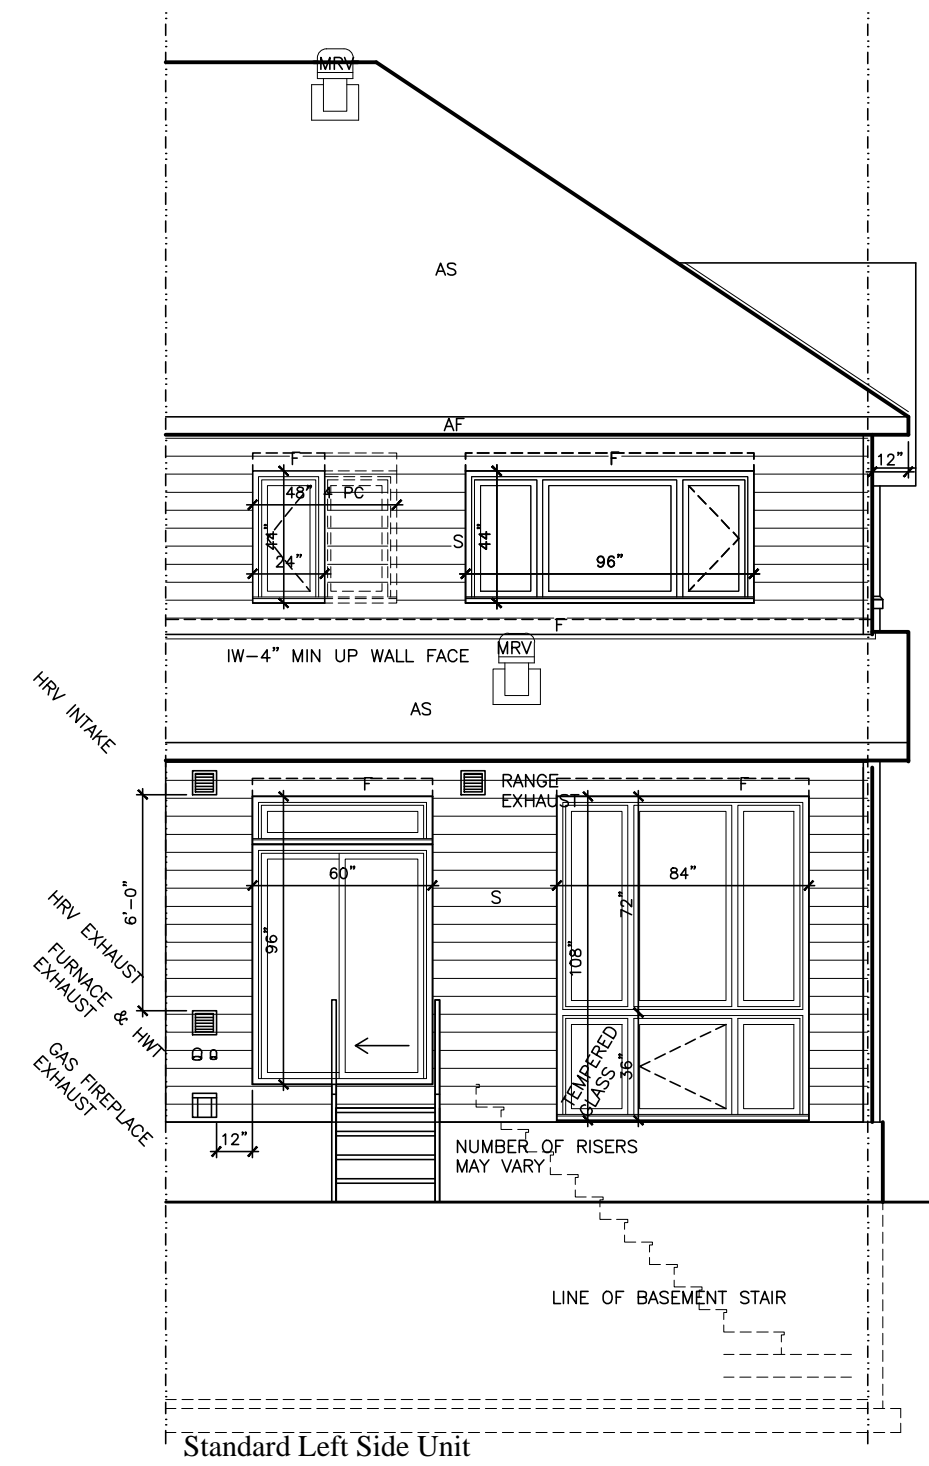 MRV
AS
AF
12”
F
F
48” 4 PC
44”
24”
S
44”
96”
F
IW-4” MIN UP WALL FACE
MRV
AS
HRV INTAKE
RANGE
EXHAUST
F
F
60”
84”
6’-0”
72”
S
96”
108”
HRV EXHAUST
FURNACE & HWT
EXHAUST
TEMPERED
GLASS
36”
GAS FIREPLACE
EXHAUST
12”
NUMBER OF RISERS
MAY VARY
LINE OF BASEMENT STAIR
Standard Left Side Unit